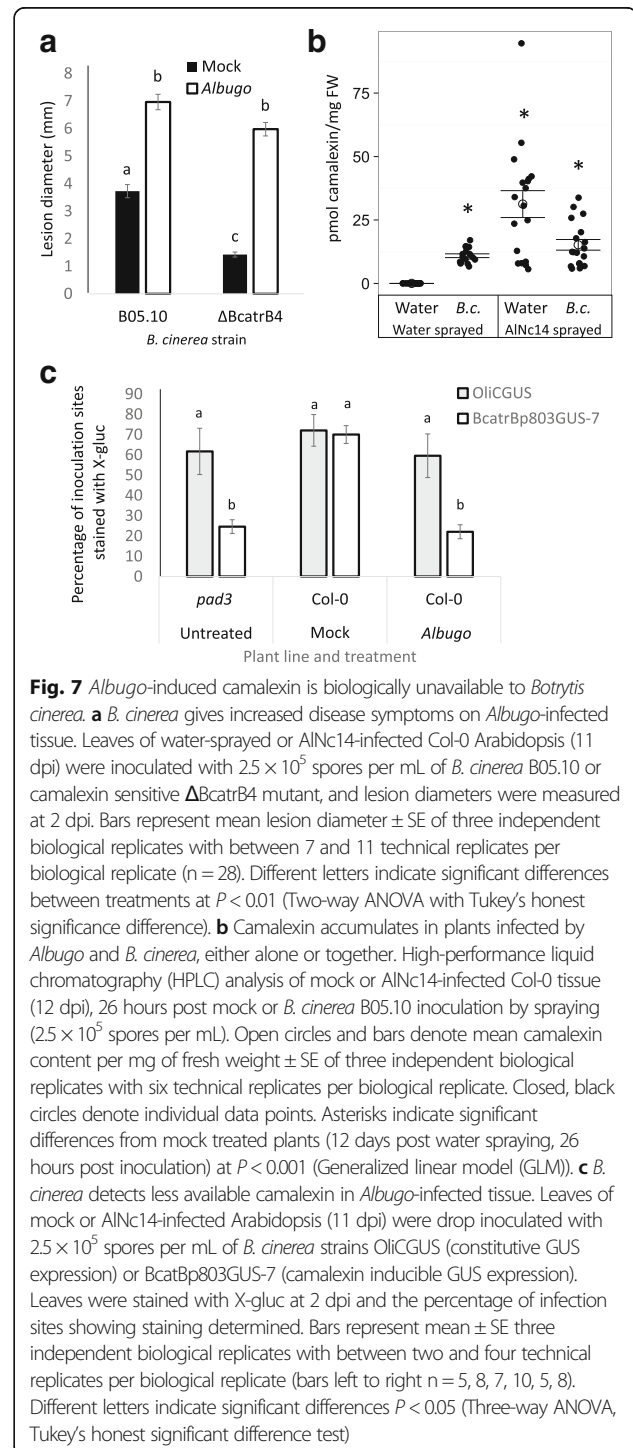 a
Lesion diameter (mm)
8
7
6
5
4
3
2
1
0
Mock
Albugo
a
b
c
b
B05.10 ΔBcatrB4
B. cinerea strain
b
pmol camalexin/mg FW
75
50
25
0
*
*
*
Water B.c. Water B.c.
Water sprayed AlNc14 sprayed
c
Percentage of inoculation sites
stained with X-gluc
90
80
70
60
50
40
30
20
10
0
OliCGUS
BcatrBp803GUS-7
a
b
a
a
a
b
pad3 Col-0 Col-0
Untreated Mock Albugo
Plant line and treatment
Fig. 7 Albugo-induced camalexin is biologically unavailable to Botrytis
cinerea. a B. cinerea gives increased disease symptoms on Albugo-infected
tissue. Leaves of water-sprayed or AlNc14-infected Col-0 Arabidopsis (11
dpi) were inoculated with 2.5 × 10⁵ spores per mL of B. cinerea B05.10 or
camalexin sensitive ΔBcatrB4 mutant, and lesion diameters were measured
at 2 dpi. Bars represent mean lesion diameter ± SE of three independent
biological replicates with between 7 and 11 technical replicates per
biological replicate (n = 28). Different letters indicate significant differences
between treatments at P < 0.01 (Two-way ANOVA with Tukey's honest
significance difference). b Camalexin accumulates in plants infected by
Albugo and B. cinerea, either alone or together. High-performance liquid
chromatography (HPLC) analysis of mock or AlNc14-infected Col-0 tissue
(12 dpi), 26 hours post mock or B. cinerea B05.10 inoculation by spraying
(2.5 × 10⁵ spores per mL). Open circles and bars denote mean camalexin
content per mg of fresh weight ± SE of three independent biological
replicates with six technical replicates per biological replicate. Closed, black
circles denote individual data points. Asterisks indicate significant
differences from mock treated plants (12 days post water spraying, 26
hours post inoculation) at P < 0.001 (Generalized linear model (GLM)). c B.
cinerea detects less available camalexin in Albugo-infected tissue. Leaves of
mock or AlNc14-infected Arabidopsis (11 dpi) were drop inoculated with
2.5 × 10⁵ spores per mL of B. cinerea strains OliCGUS (constitutive GUS
expression) or BcatBp803GUS-7 (camalexin inducible GUS expression).
Leaves were stained with X-gluc at 2 dpi and the percentage of infection
sites showing staining determined. Bars represent mean ± SE three
independent biological replicates with between two and four technical
replicates per biological replicate (bars left to right n = 5, 8, 7, 10, 5, 8).
Different letters indicate significant differences P < 0.05 (Three-way ANOVA,
Tukey's honest significant difference test)